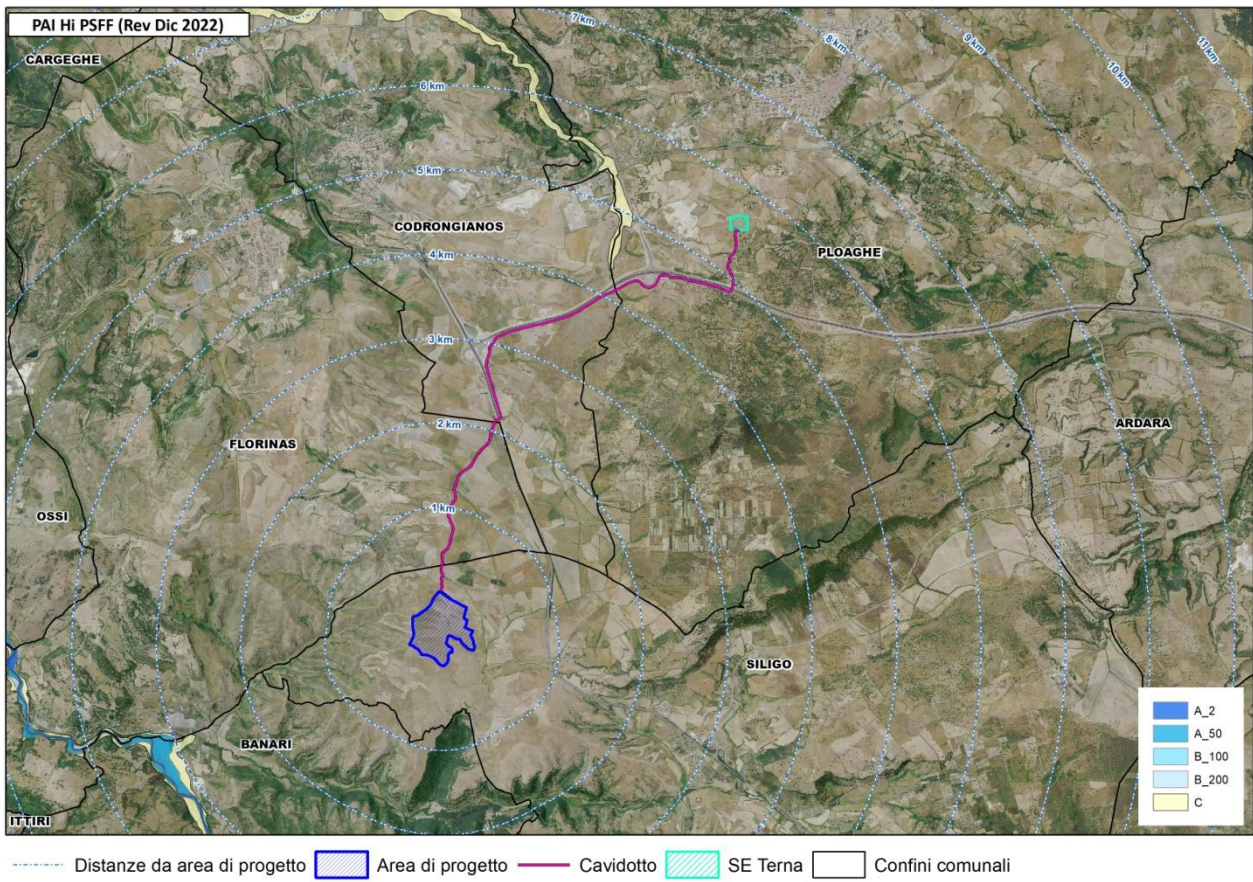 PAI Hi PSFF (Rev Dic 2022)
7 km
8 km
9 km
10 km
11 km
CARGEGHE
6 km
5 km
CODRONGIANOS
PLOAGHE
4 km
3 km
ARDARA
2 km
FLORINAS
1 km
OSSI
SILIGO
BANARI
ITTIRI
A_2
A_50
B_100
B_200
C
Distanze da area di progetto Area di progetto Cavidotto SE Terna Confini comunali